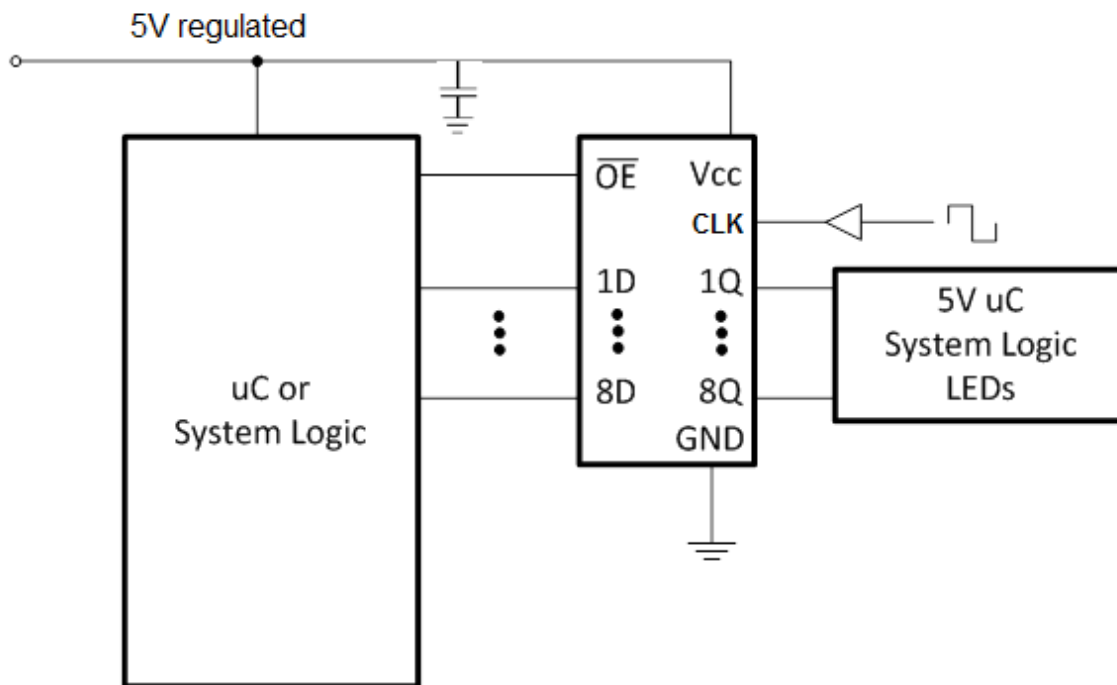 5V regulated
OE
Vcc
CLK
1D
1Q
8D
8Q
GND
uC or
System Logic
5V uC
System Logic
LEDs